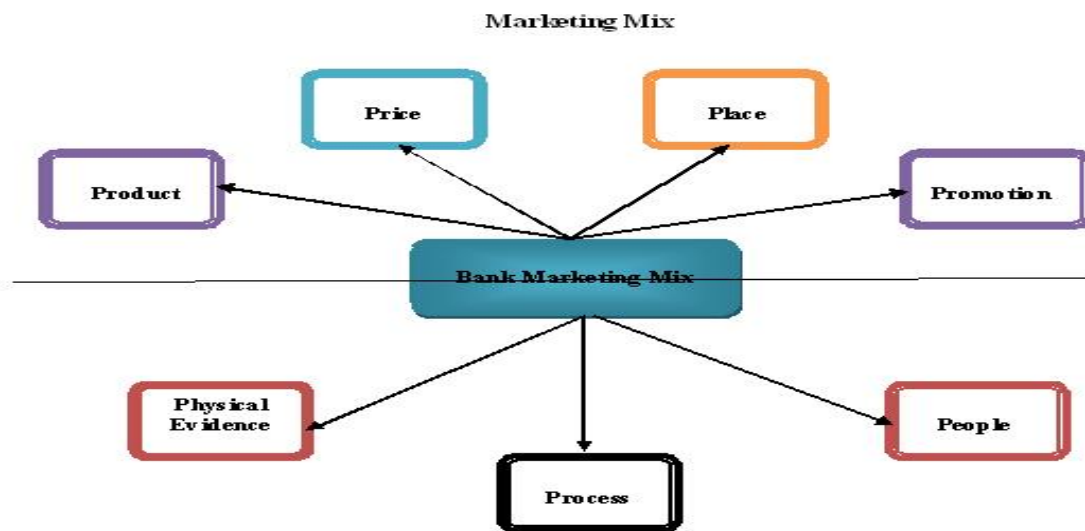 Marketing Mix
Price
Place
Product
Promotion
Bank Marketing Mix
Physical
Evidence
People
Process